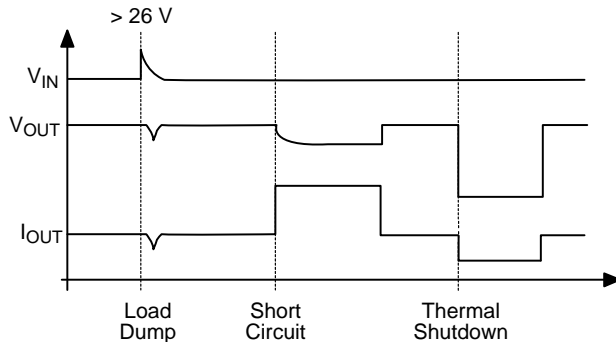 > 26 V
VIN
VOUT
IOUT
Load
Dump
Short
Circuit
Thermal
Shutdown